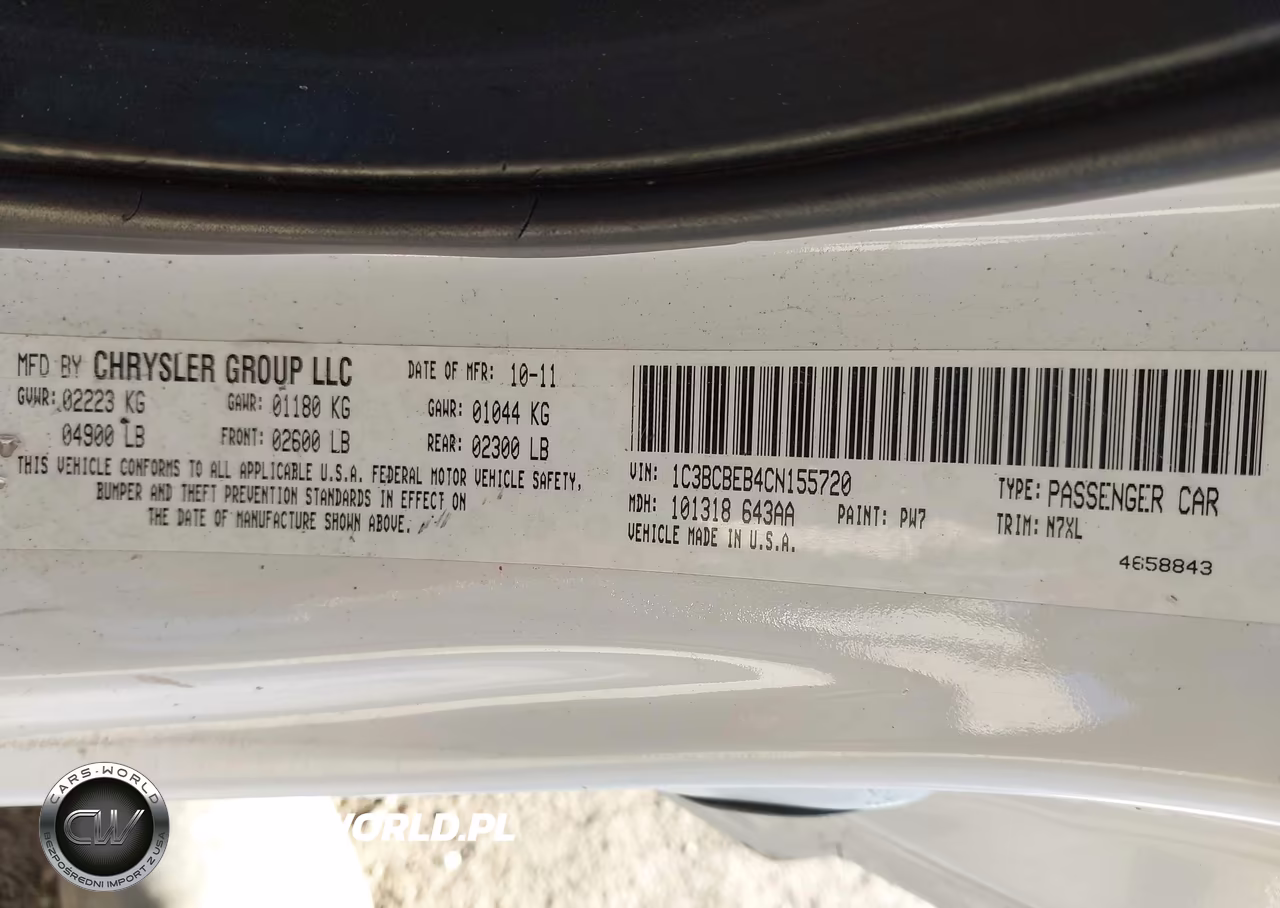 MFD BY CHRYSLER GROUP LLC
DATE OF MFR: 10-11
GVWR: 02223 KG
GAWR: 01180 KG
GAWR: 01044 KG
04900 LB
FRONT: 02600 LB
REAR: 02300 LB
THIS VEHICLE CONFORMS TO ALL APPLICABLE U.S.A. FEDERAL MOTOR VEHICLE SAFETY,
BUMPER AND THEFT PREVENTION STANDARDS IN EFFECT ON
THE DATE OF MANUFACTURE SHOWN ABOVE.
VIN: 1C3BCBEB4CN155720
TYPE: PASSENGER CAR
MDH: 101318 643AA
PAINT: PW7
TRIM: N7XL
VEHICLE MADE IN U.S.A.
4658843
CARS-WORLD
CW
BEZPOŚREDNI IMPORT Z USA
WORLD.PL